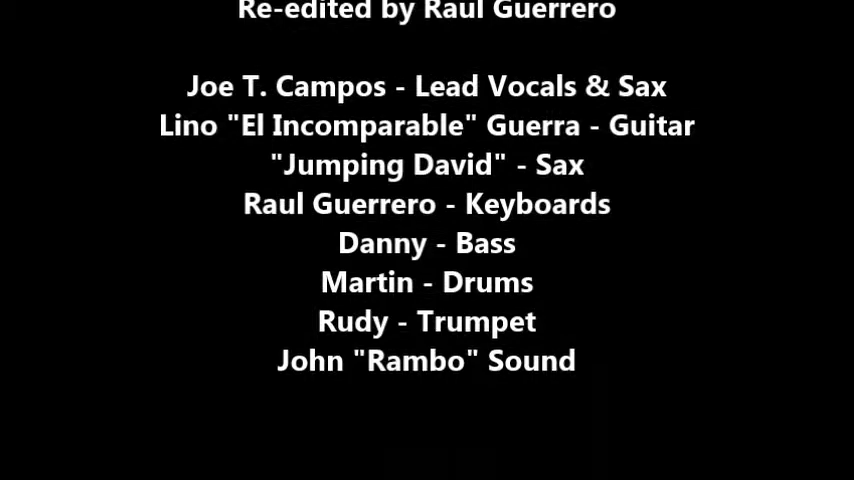 Re-edited by Raul Guerrero
Joe T. Campos - Lead Vocals & Sax
Lino "El Incomparable" Guerra - Guitar
"Jumping David" - Sax
Raul Guerrero - Keyboards
Danny - Bass
Martin - Drums
Rudy - Trumpet
John "Rambo" Sound